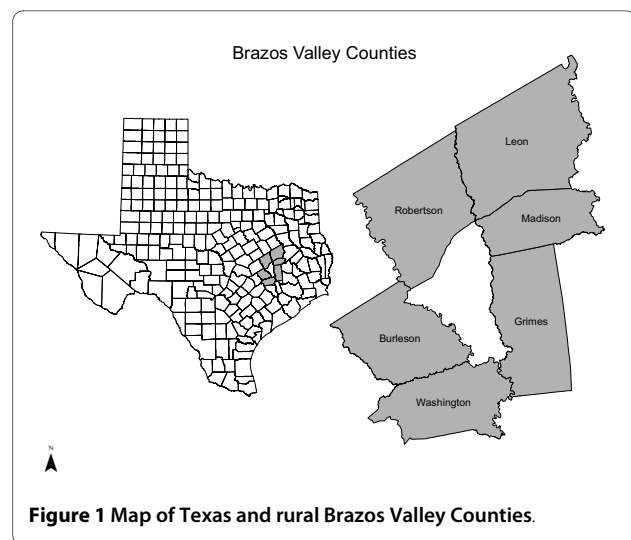 Brazos Valley Counties
Leon
Robertson
Madison
Grimes
Burleson
Washington
N
Figure 1 Map of Texas and rural Brazos Valley Counties.